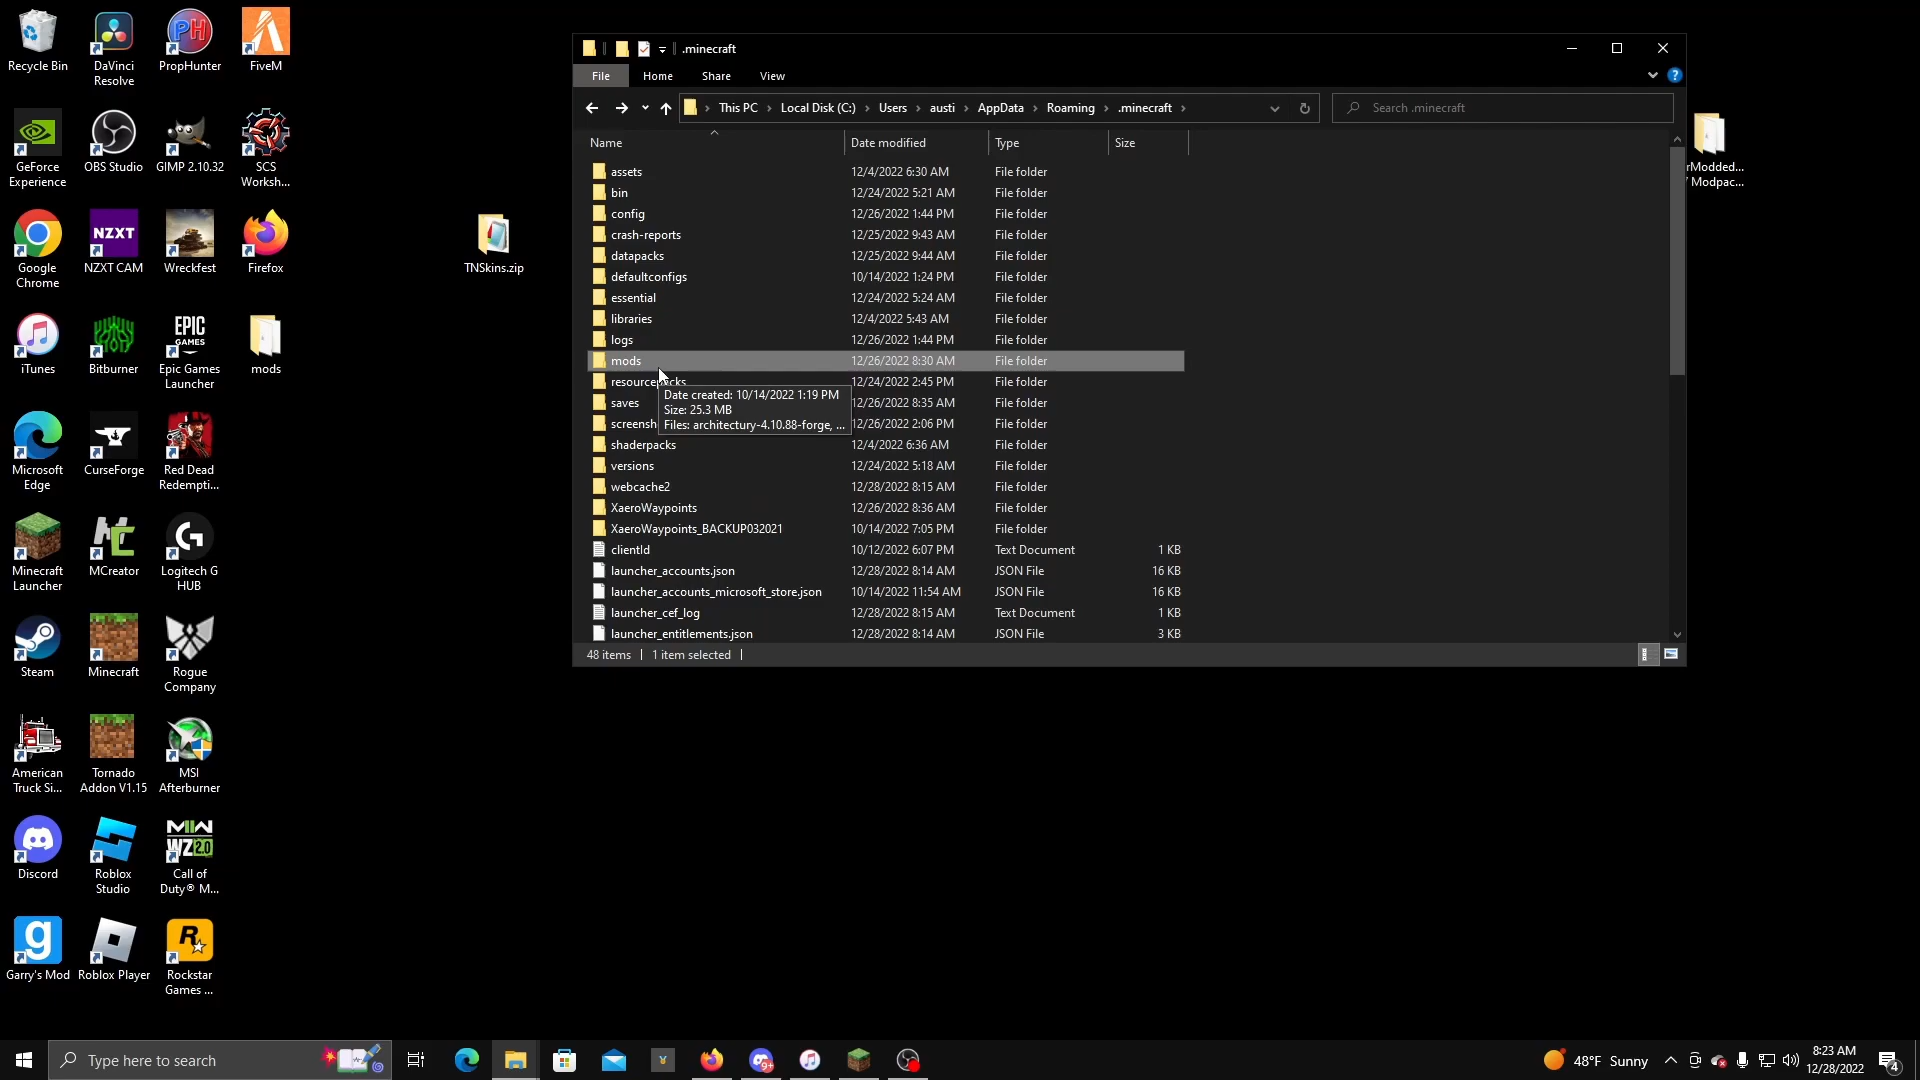 Recycle Bin
DaVinci
Resolve
PH
PropHunter
FiveM
GeForce
Experience
OBS Studio
GIMP 2.10.32
SCS
Worksh...
Google
Chrome
NZXT
NZXT CAM
Wreckfest
Firefox
iTunes
Bitburner
EPIC
GAMES
Epic Games
Launcher
mods
Microsoft
Edge
CurseForge
Red Dead
Redempti...
Minecraft
Launcher
MCreator
Logitech G
HUB
Steam
Minecraft
Rogue
Company
American
Truck Si...
Tornado
Addon V1.15
MSI
Afterburner
Discord
Roblox
Studio
MW
WZ 2.0
Call of
Duty® M...
Garry's Mod
Roblox Player
Rockstar
Games ...
TNSkins.zip
rModded...
Modpac...
.minecraft
File
Home
Share
View
This PC
Local Disk (C:)
Users
austi
AppData
Roaming
.minecraft
Search .minecraft
Name
Date modified
Type
Size
assets 12/4/2022 6:30 AM File folder
bin 12/24/2022 5:21 AM File folder
config 12/26/2022 1:44 PM File folder
crash-reports 12/25/2022 9:43 AM File folder
datapacks 12/25/2022 9:44 AM File folder
defaultconfigs 10/14/2022 1:24 PM File folder
essential 12/24/2022 5:24 AM File folder
libraries 12/4/2022 5:43 AM File folder
logs 12/26/2022 1:44 PM File folder
mods 12/26/2022 8:30 AM File folder
resourcepacks 12/24/2022 2:45 PM File folder
saves 12/26/2022 8:35 AM File folder
screensh 12/26/2022 2:06 PM File folder
Date created: 10/14/2022 1:19 PM
Size: 25.3 MB
Files: architectury-4.10.88-forge, ...
shaderpacks 12/4/2022 6:36 AM File folder
versions 12/24/2022 5:18 AM File folder
webcache2 12/28/2022 8:15 AM File folder
XaeroWaypoints 12/26/2022 8:36 AM File folder
XaeroWaypoints_BACKUP032021 10/14/2022 7:05 PM File folder
clientId 10/12/2022 6:07 PM Text Document 1 KB
launcher_accounts.json 12/28/2022 8:14 AM JSON File 16 KB
launcher_accounts_microsoft_store.json 10/14/2022 11:54 AM JSON File 16 KB
launcher_cef_log 12/28/2022 8:15 AM Text Document 1 KB
launcher_entitlements.json 12/28/2022 8:14 AM JSON File 3 KB
48 items
1 item selected
Type here to search
9+
48°F Sunny
8:23 AM
12/28/2022
4